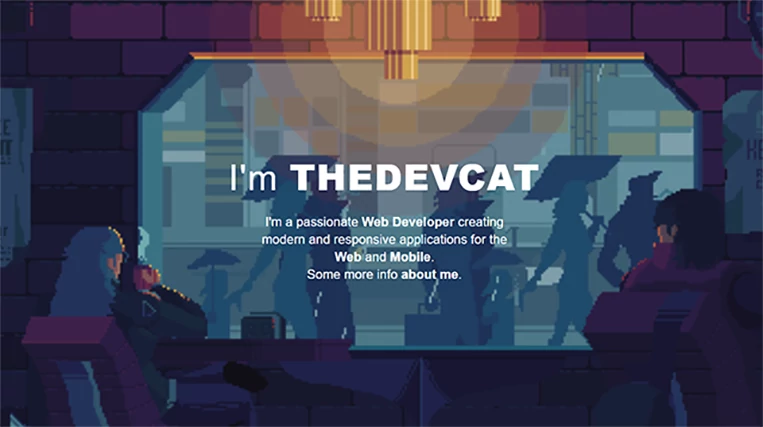 I'm THEDEVCAT
I'm a passionate Web Developer creating
modern and responsive applications for the
Web and Mobile.
Some more info about me.